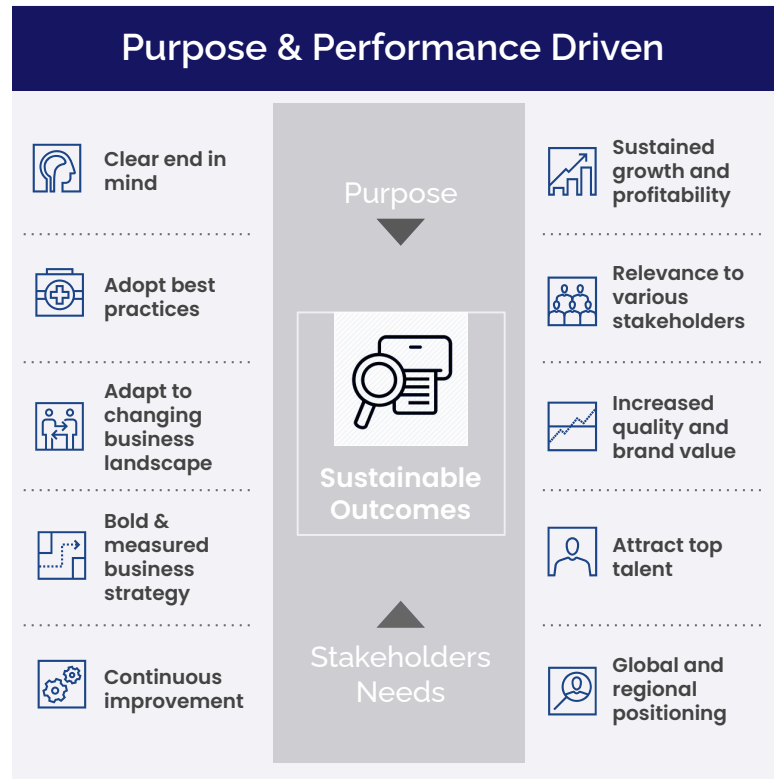 Purpose & Performance Driven
Clear end in
mind
Adopt best
practices
Adapt to
changing
business
landscape
Bold &
measured
business
strategy
Continuous
improvement
Purpose
Sustainable
Outcomes
Stakeholders
Needs
Sustained
growth and
profitability
Relevance to
various
stakeholders
Increased
quality and
brand value
Attract top
talent
Global and
regional
positioning